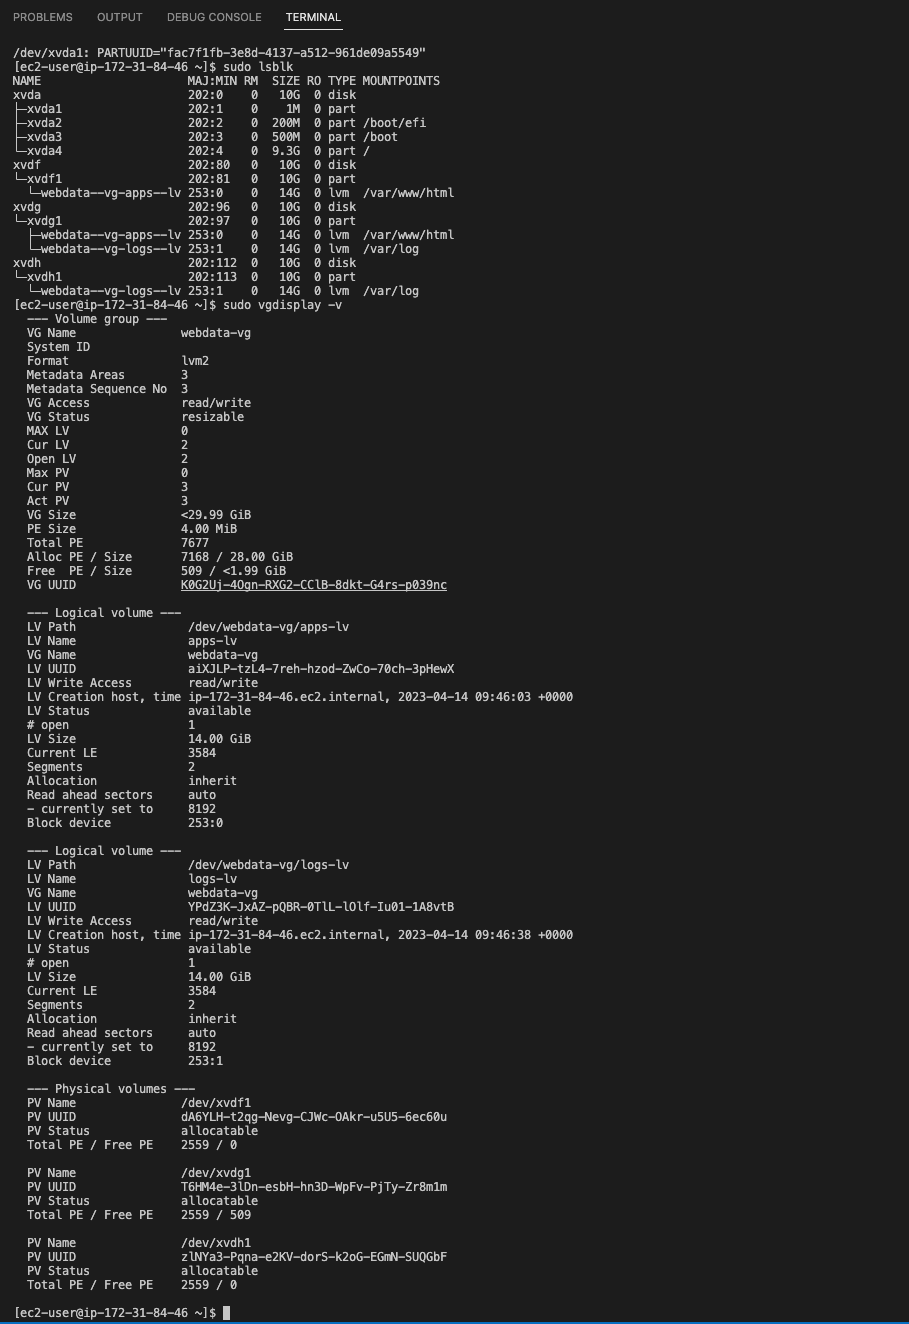 PROBLEMS OUTPUT DEBUG CONSOLE TERMINAL
/dev/xvda1: PARTUUID="fac7f1fb-3e8d-4137-a512-961de09a5549"
[ec2-user@ip-172-31-84-46 ~]$ sudo lsblk
NAME                     MAJ:MIN RM  SIZE RO TYPE MOUNTPOINTS
xvda                     202:0    0   10G  0 disk
├─xvda1                  202:1    0    1M  0 part
├─xvda2                  202:2    0  200M  0 part /boot/efi
├─xvda3                  202:3    0  500M  0 part /boot
└─xvda4                  202:4    0  9.3G  0 part /
xvdf                     202:80   0   10G  0 disk
└─xvdf1                  202:81   0   10G  0 part
  └─webdata--vg-apps--lv 253:0    0   14G  0 lvm  /var/www/html
xvdg                     202:96   0   10G  0 disk
└─xvdg1                  202:97   0   10G  0 part
  ├─webdata--vg-apps--lv 253:0    0   14G  0 lvm  /var/www/html
  └─webdata--vg-logs--lv 253:1    0   14G  0 lvm  /var/log
xvdh                     202:112  0   10G  0 disk
└─xvdh1                  202:113  0   10G  0 part
  └─webdata--vg-logs--lv 253:1    0   14G  0 lvm  /var/log
[ec2-user@ip-172-31-84-46 ~]$ sudo vgdisplay -v
  --- Volume group ---
  VG Name               webdata-vg
  System ID
  Format                lvm2
  Metadata Areas        3
  Metadata Sequence No  3
  VG Access             read/write
  VG Status             resizable
  MAX LV                0
  Cur LV                2
  Open LV               2
  Max PV                0
  Cur PV                3
  Act PV                3
  VG Size               <29.99 GiB
  PE Size               4.00 MiB
  Total PE              7677
  Alloc PE / Size       7168 / 28.00 GiB
  Free  PE / Size       509 / <1.99 GiB
  VG UUID               K0G2Uj-4Ogn-RXG2-CClB-8dkt-G4rs-p039nc
  --- Logical volume ---
  LV Path                /dev/webdata-vg/apps-lv
  LV Name                apps-lv
  VG Name                webdata-vg
  LV UUID                aiXJLP-tzL4-7reh-hzod-ZwCo-70ch-3pHewX
  LV Write Access        read/write
  LV Creation host, time ip-172-31-84-46.ec2.internal, 2023-04-14 09:46:03 +0000
  LV Status              available
  # open                 1
  LV Size                14.00 GiB
  Current LE             3584
  Segments               2
  Allocation             inherit
  Read ahead sectors     auto
  - currently set to     8192
  Block device           253:0
  --- Logical volume ---
  LV Path                /dev/webdata-vg/logs-lv
  LV Name                logs-lv
  VG Name                webdata-vg
  LV UUID                YPdZ3K-JxAZ-pQBR-0TlL-lOlf-Iu01-1A8vtB
  LV Write Access        read/write
  LV Creation host, time ip-172-31-84-46.ec2.internal, 2023-04-14 09:46:38 +0000
  LV Status              available
  # open                 1
  LV Size                14.00 GiB
  Current LE             3584
  Segments               2
  Allocation             inherit
  Read ahead sectors     auto
  - currently set to     8192
  Block device           253:1
  --- Physical volumes ---
  PV Name               /dev/xvdf1
  PV UUID               dA6YLH-t2qg-Nevg-CJWc-OAkr-u5U5-6ec60u
  PV Status             allocatable
  Total PE / Free PE    2559 / 0
  PV Name               /dev/xvdg1
  PV UUID               T6HM4e-3lDn-esbH-hn3D-WpFv-PjTy-Zr8m1m
  PV Status             allocatable
  Total PE / Free PE    2559 / 509
  PV Name               /dev/xvdh1
  PV UUID               zlNYa3-Pqna-e2KV-dorS-k2oG-EGmN-SUQGbF
  PV Status             allocatable
  Total PE / Free PE    2559 / 0
[ec2-user@ip-172-31-84-46 ~]$